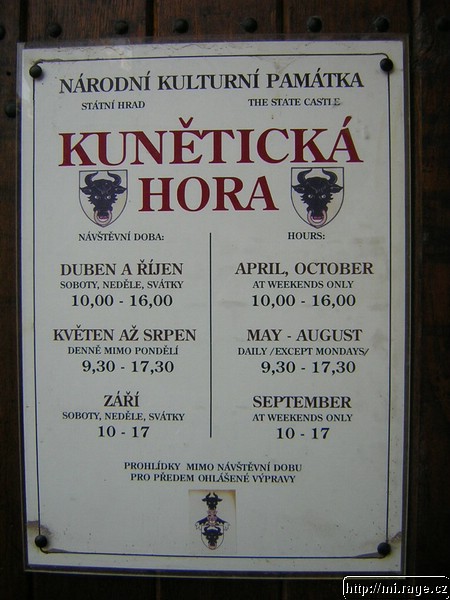 NÁRODNÍ KULTURNÍ PAMÁTKA
STÁTNÍ HRAD THE STATE CASTLE
KUNĚTICKÁ
HORA
NÁVŠTĚVNÍ DOBA:
DUBEN A ŘÍJEN
SOBOTY, NEDĚLE, SVÁTKY
10,00 - 16,00
KVĚTEN AŽ SRPEN
DENNĚ MIMO PONDĚLÍ
9,30 - 17,30
ZÁŘÍ
SOBOTY, NEDĚLE, SVÁTKY
10 - 17
HOURS:
APRIL, OCTOBER
AT WEEKENDS ONLY
10,00 - 16,00
MAY - AUGUST
DAILY /EXCEPT MONDAYS/
9,30 - 17,30
SEPTEMBER
AT WEEKENDS ONLY
10 - 17
PROHLÍDKY MIMO NÁVŠTĚVNÍ DOBU
PRO PŘEDEM OHLÁŠENÉ VÝPRAVY
http://mi.rage.cz